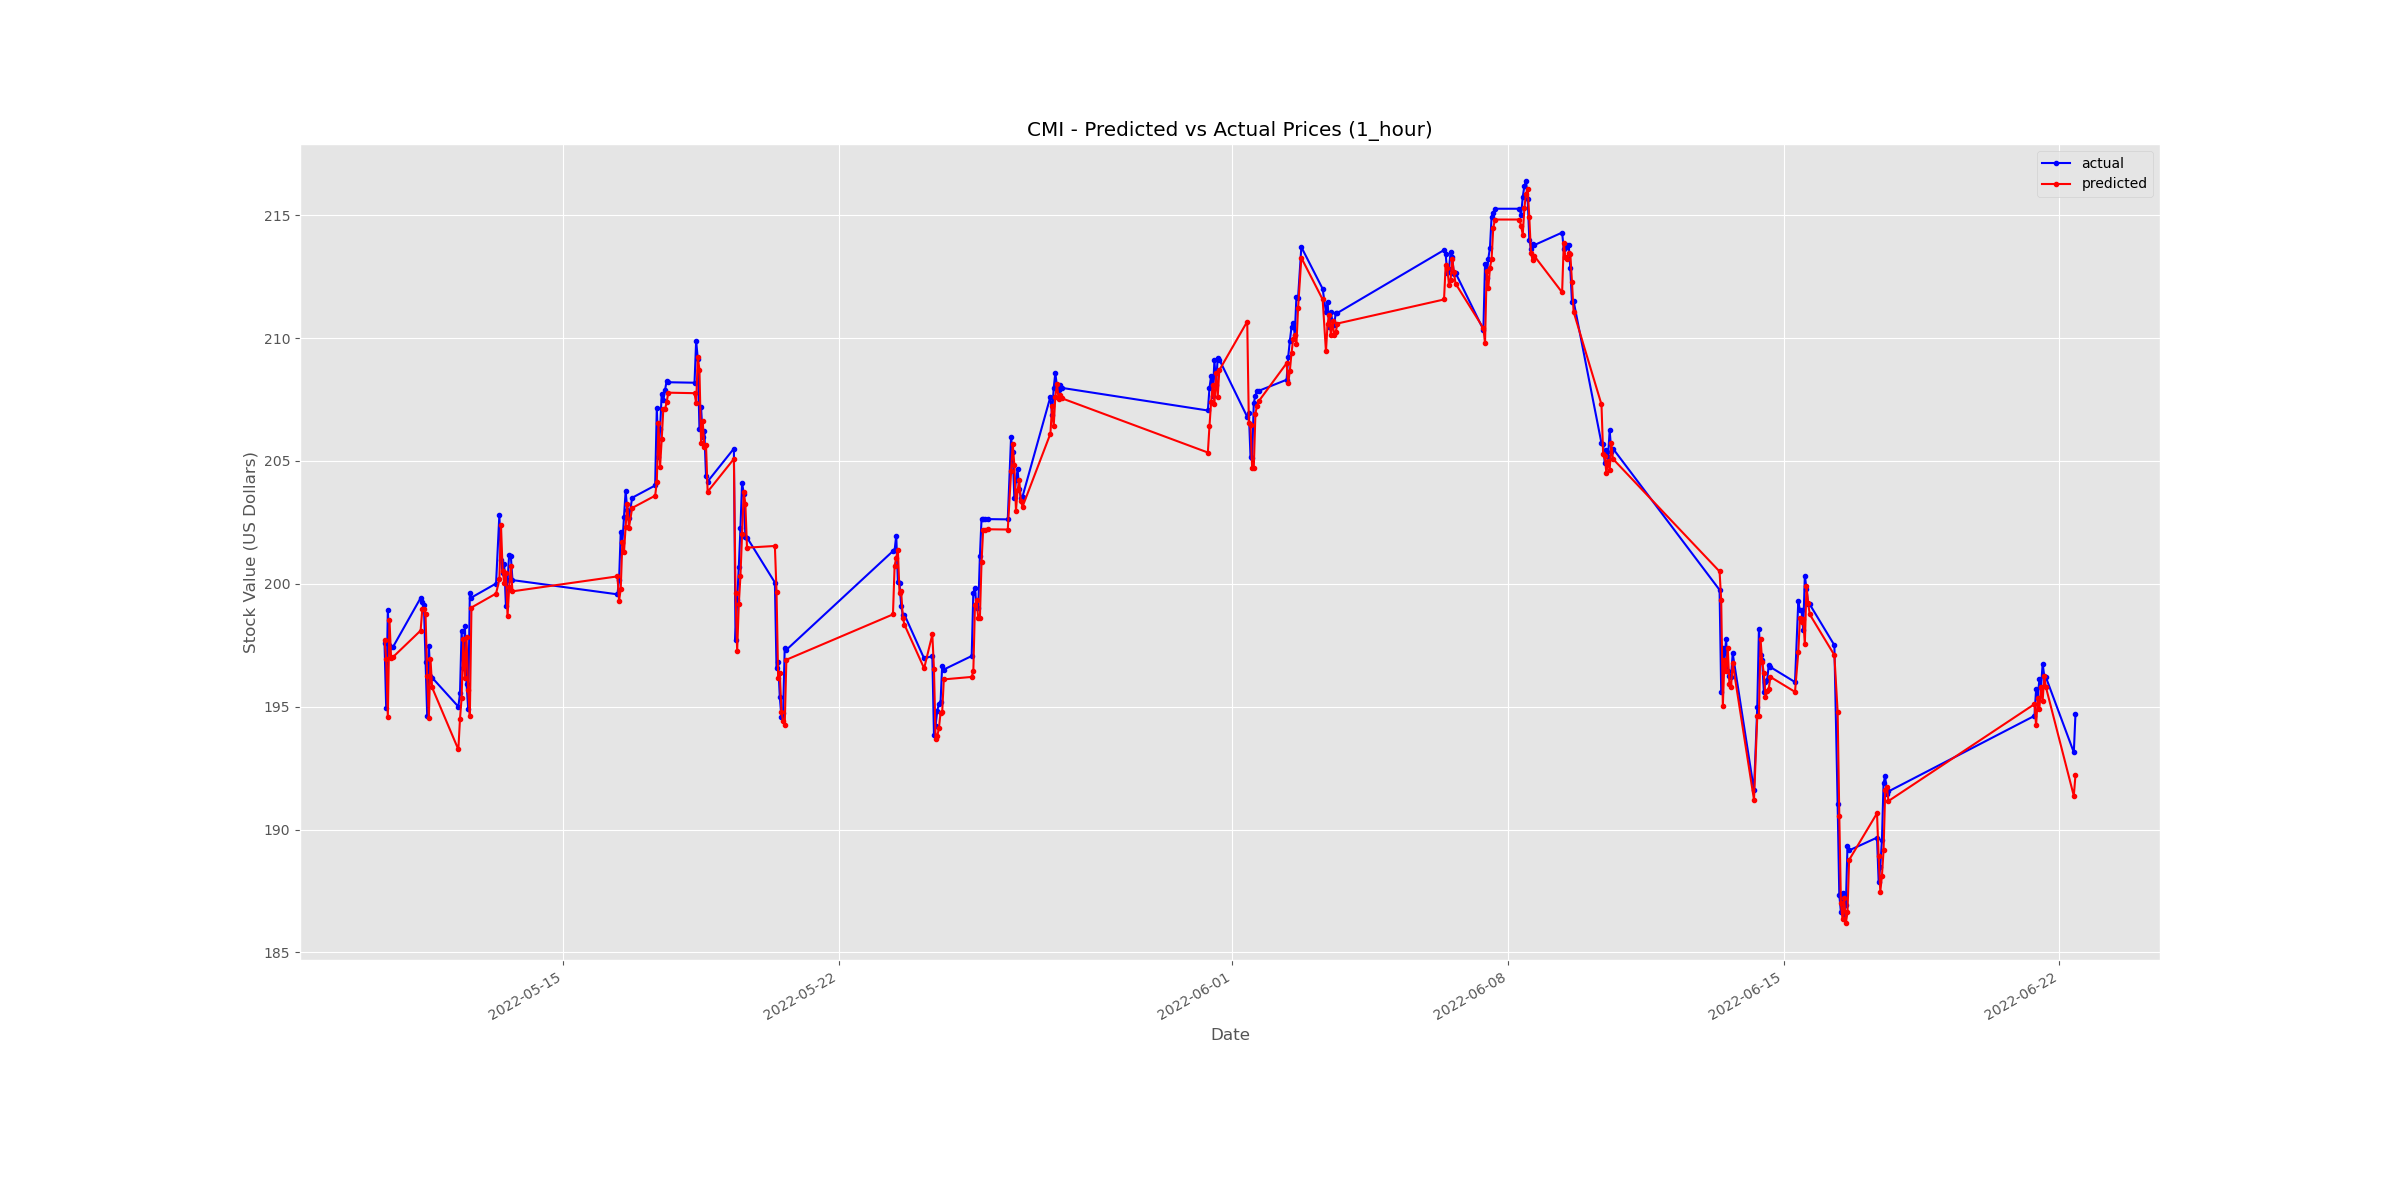 CMI - Predicted vs Actual Prices (1_hour)
actual
predicted
Stock Value (US Dollars)
215
210
205
200
195
190
185
2022-05-15
2022-05-22
2022-06-01
2022-06-08
2022-06-15
2022-06-22
Date